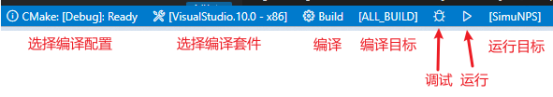 CMake: [Debug]: Ready [VisualStudio.10.0 - x86] Build [ALL_BUILD] [SimuNPS]
选择编译配置 选择编译套件 编译 编译目标 运行目标
调试 运行